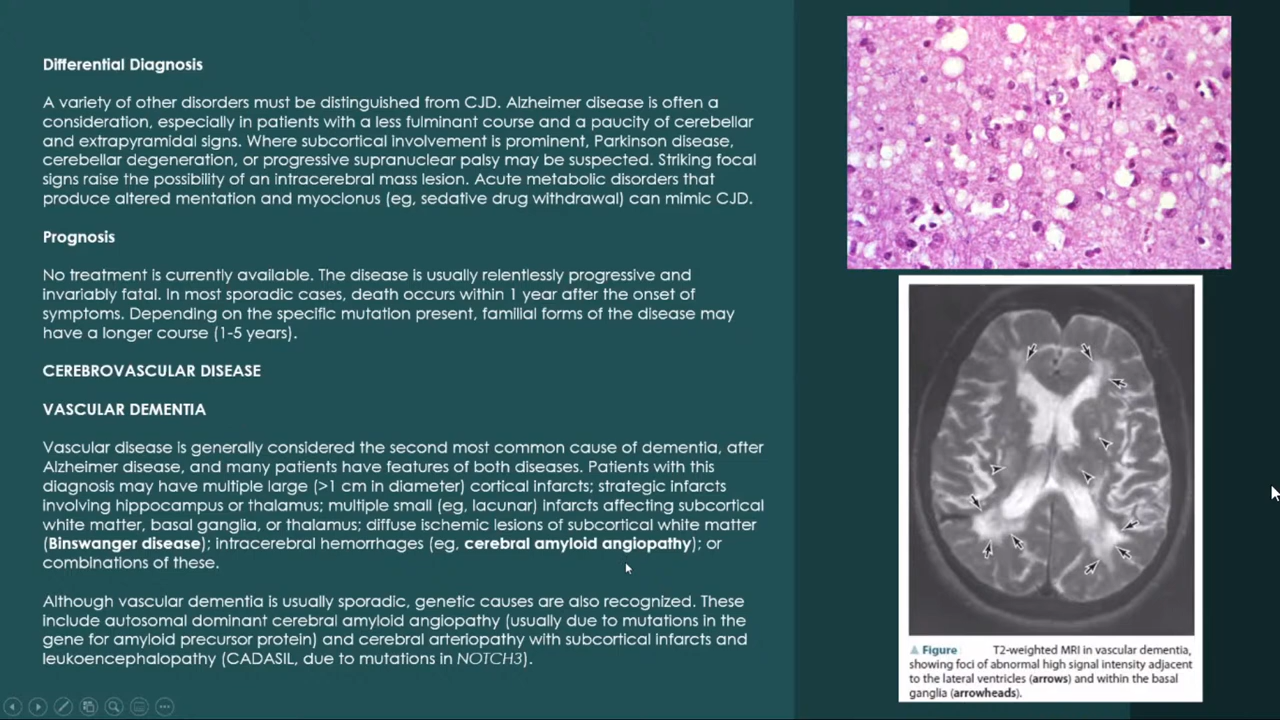 Differential Diagnosis
A variety of other disorders must be distinguished from CJD. Alzheimer disease is often a
consideration, especially in patients with a less fulminant course and a paucity of cerebellar
and extrapyramidal signs. Where subcortical involvement is prominent, Parkinson disease,
cerebellar degeneration, or progressive supranuclear palsy may be suspected. Striking focal
signs raise the possibility of an intracerebral mass lesion. Acute metabolic disorders that
produce altered mentation and myoclonus (eg, sedative drug withdrawal) can mimic CJD.
Prognosis
No treatment is currently available. The disease is usually relentlessly progressive and
invariably fatal. In most sporadic cases, death occurs within 1 year after the onset of
symptoms. Depending on the specific mutation present, familial forms of the disease may
have a longer course (1-5 years).
CEREBROVASCULAR DISEASE
VASCULAR DEMENTIA
Vascular disease is generally considered the second most common cause of dementia, after
Alzheimer disease, and many patients have features of both diseases. Patients with this
diagnosis may have multiple large (>1 cm in diameter) cortical infarcts; strategic infarcts
involving hippocampus or thalamus; multiple small (eg, lacunar) infarcts affecting subcortical
white matter, basal ganglia, or thalamus; diffuse ischemic lesions of subcortical white matter
(Binswanger disease); intracerebral hemorrhages (eg, cerebral amyloid angiopathy); or
combinations of these.
Although vascular dementia is usually sporadic, genetic causes are also recognized. These
include autosomal dominant cerebral amyloid angiopathy (usually due to mutations in the
gene for amyloid precursor protein) and cerebral arteriopathy with subcortical infarcts and
leukoencephalopathy (CADASIL, due to mutations in NOTCH3).
▲ Figure T2-weighted MRI in vascular dementia,
showing foci of abnormal high signal intensity adjacent
to the lateral ventricles (arrows) and within the basal
ganglia (arrowheads).